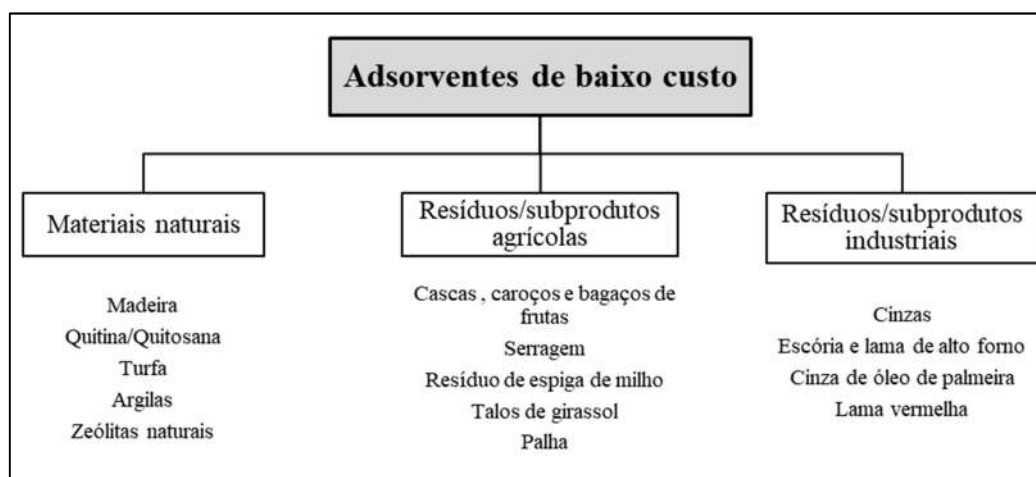 Adsorventes de baixo custo
Materiais naturais
Madeira
Quitina/Quitosana
Turfa
Argilas
Zeólitas naturais
Resíduos/subprodutos
agrícolas
Cascas , caroços e bagaços de
frutas
Serragem
Resíduo de espiga de milho
Talos de girassol
Palha
Resíduos/subprodutos
industriais
Cinzas
Escória e lama de alto forno
Cinza de óleo de palmeira
Lama vermelha